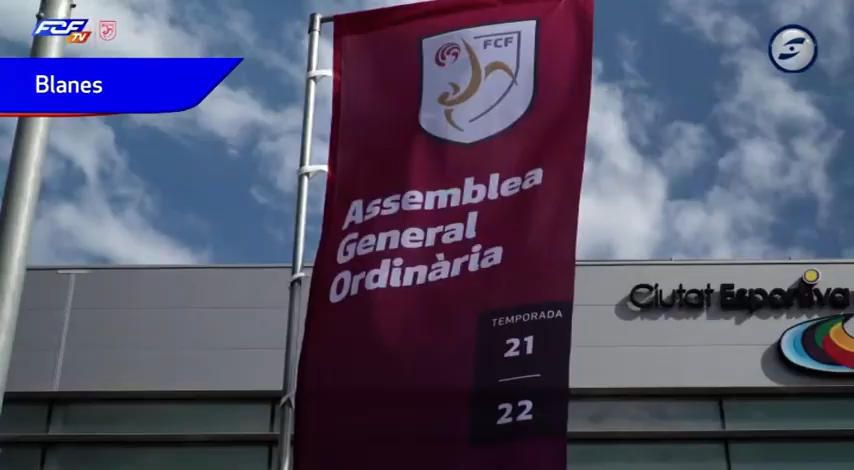 FCF TV
Blanes
FCF
Assemblea
General
Ordinària
TEMPORADA
21
22
Ciutat Esportiva